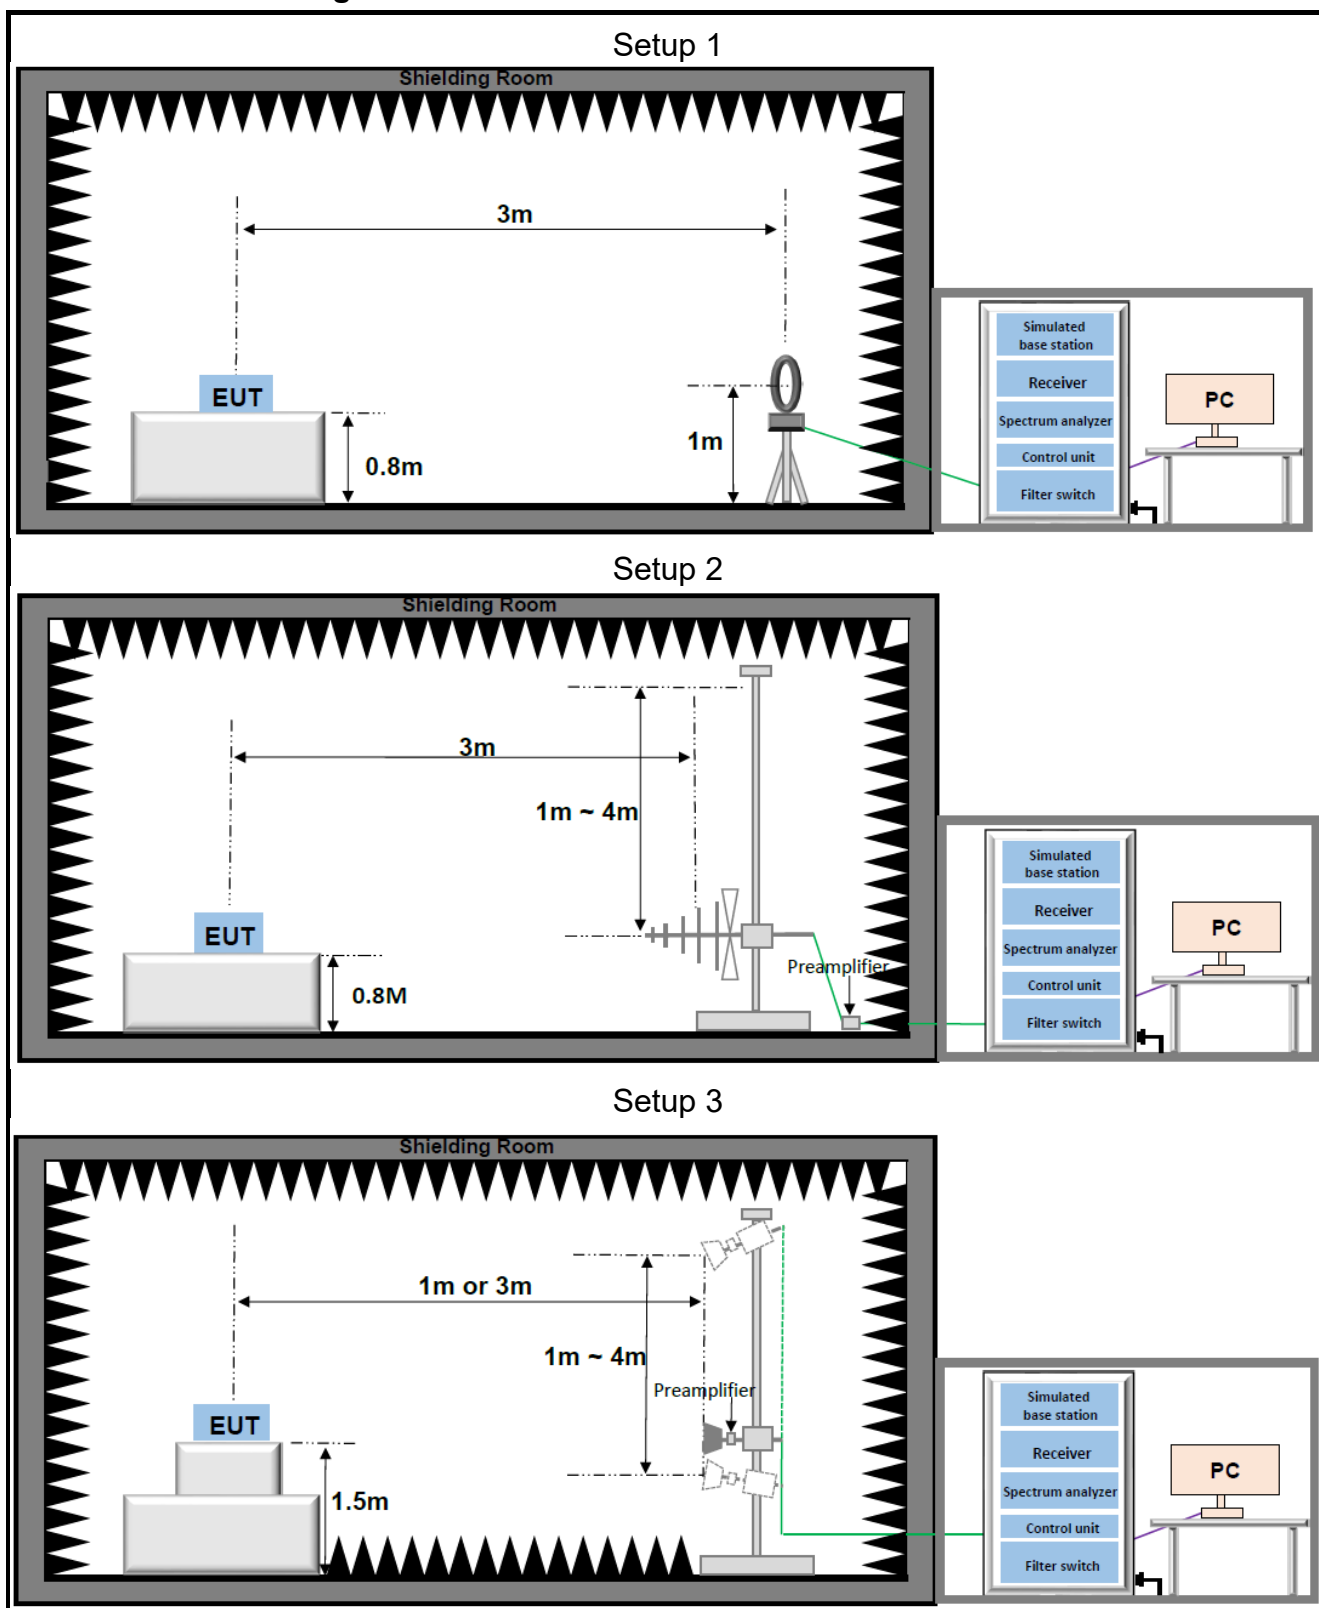 Setup 1
Shielding Room
3m
EUT
0.8m
1m
Simulated
base station
Receiver
Spectrum analyzer
Control unit
Filter switch
PC
Setup 2
Shielding Room
3m
1m ~ 4m
EUT
0.8M
Preamplifier
Simulated
base station
Receiver
Spectrum analyzer
Control unit
Filter switch
PC
Setup 3
Shielding Room
1m or 3m
1m ~ 4m
Preamplifier
EUT
1.5m
Simulated
base station
Receiver
Spectrum analyzer
Control unit
Filter switch
PC